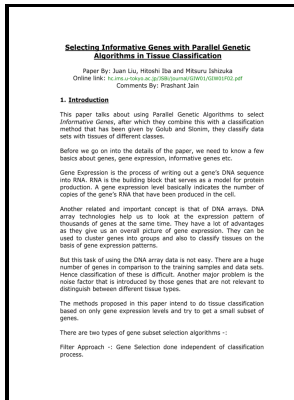 Selecting Informative Genes with Parallel Genetic
Algorithms in Tissue Classification
Paper By: Juan Liu, Hitoshi Iba and Mitsuru Ishizuka
Online link: hc.ims.u-tokyo.ac.jp/JSBi/journal/GIW01/GIW01F02.pdf
Comments By: Prashant Jain
1. Introduction
This paper talks about using Parallel Genetic Algorithms to select
Informative Genes, after which they combine this with a classification
method that has been given by Golub and Slonim, they classify data
sets with tissues of different classes.
Before we go into the details of the paper, we need to know a few
basics about genes, gene expression, informative genes etc.
Gene Expression is the process of writing out a gene's DNA sequence
into RNA. RNA is the building block that serves as a model for protein
production. A gene expression level basically indicates the number of
copies of the gene's RNA that have been produced in the cell.
Another related and important concept is that of DNA arrays. DNA
array technologies help us to look at the expression pattern of
thousands of genes at the same time. They have a lot of advantages
as they give us an overall picture of gene expression. They can be
used to cluster genes into groups and also to classify tissues on the
basis of gene expression patterns.
But this task of using the DNA array data is not easy. There are a huge
number of genes in comparison to the training samples and data sets.
Hence classification of these is difficult. Another major problem is the
noise factor that is introduced by those genes that are not relevant to
distinguish between different tissue types.
The methods proposed in this paper intend to do tissue classification
based on only gene expression levels and try to get a small subset of
genes.
There are two types of gene subset selection algorithms -:
Filter Approach -: Gene Selection done independent of classification
process.